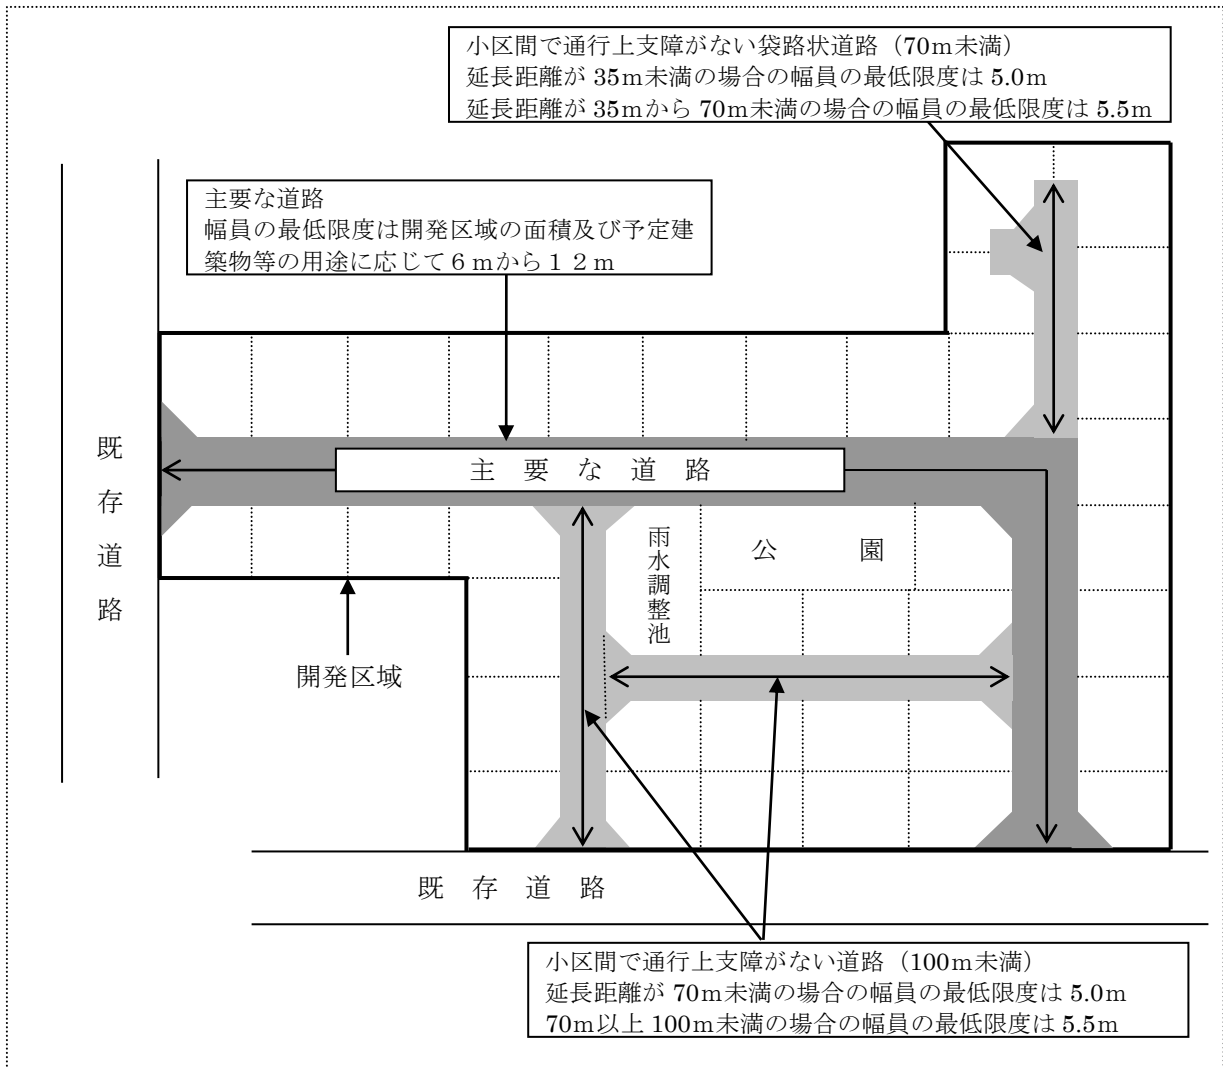 小区間で通行上支障がない袋路状道路（70ｍ未満）
延長距離が 35ｍ未満の場合の幅員の最低限度は 5.0ｍ
延長距離が 35ｍから 70ｍ未満の場合の幅員の最低限度は 5.5ｍ
主要な道路
幅員の最低限度は開発区域の面積及び予定建
築物等の用途に応じて６ｍから１２ｍ
既存道路
主要な道路
雨水調整池
公園
開発区域
既存道路
小区間で通行上支障がない道路（100ｍ未満）
延長距離が 70ｍ未満の場合の幅員の最低限度は 5.0ｍ
70ｍ以上 100ｍ未満の場合の幅員の最低限度は 5.5ｍ